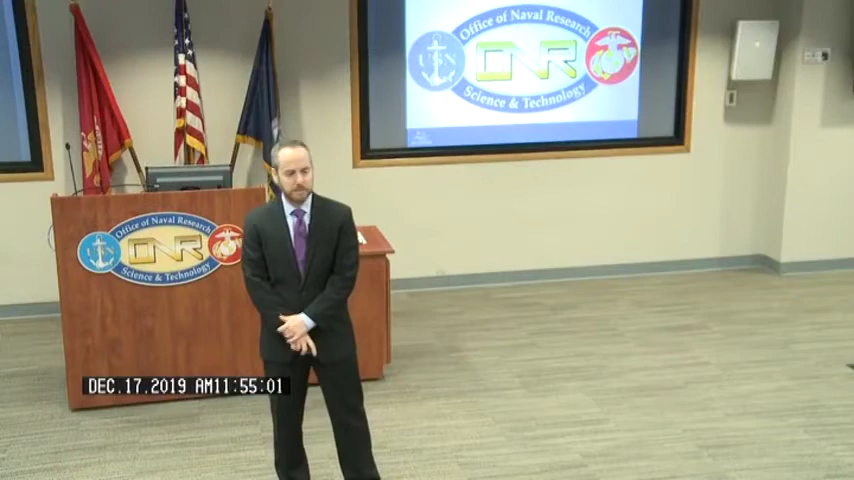 Office of Naval Research
USN
ONR
Science & Technology
Office of Naval Research
USN
ONR
Science & Technology
DEC.17.2019 AM11:55:01